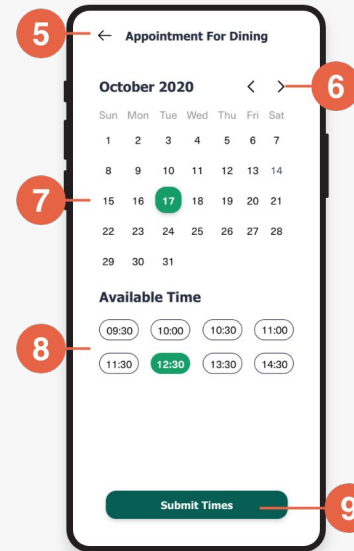 5 ← Appointment For Dining
October 2020 < > 6
Sun Mon Tue Wed Thu Fri Sat
1 2 3 4 5 6 7
8 9 10 11 12 13 14
7 15 16 17 18 19 20 21
22 23 24 25 26 27 28
29 30 31
Available Time
09:30 10:00 10:30 11:00
8
11:30 12:30 13:30 14:30
Submit Times 9